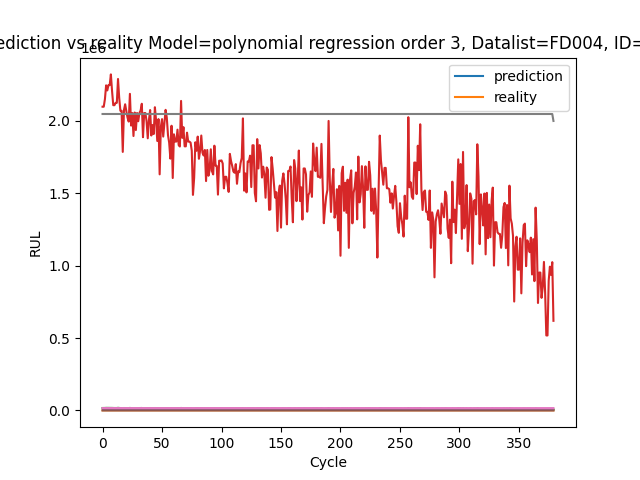 ediction vs reality Model=polynomial regression order 3, Datalist=FD004, ID=
1e6
prediction
reality
2.0
1.5
1.0
0.5
0.0
RUL
0 50 100 150 200 250 300 350
Cycle